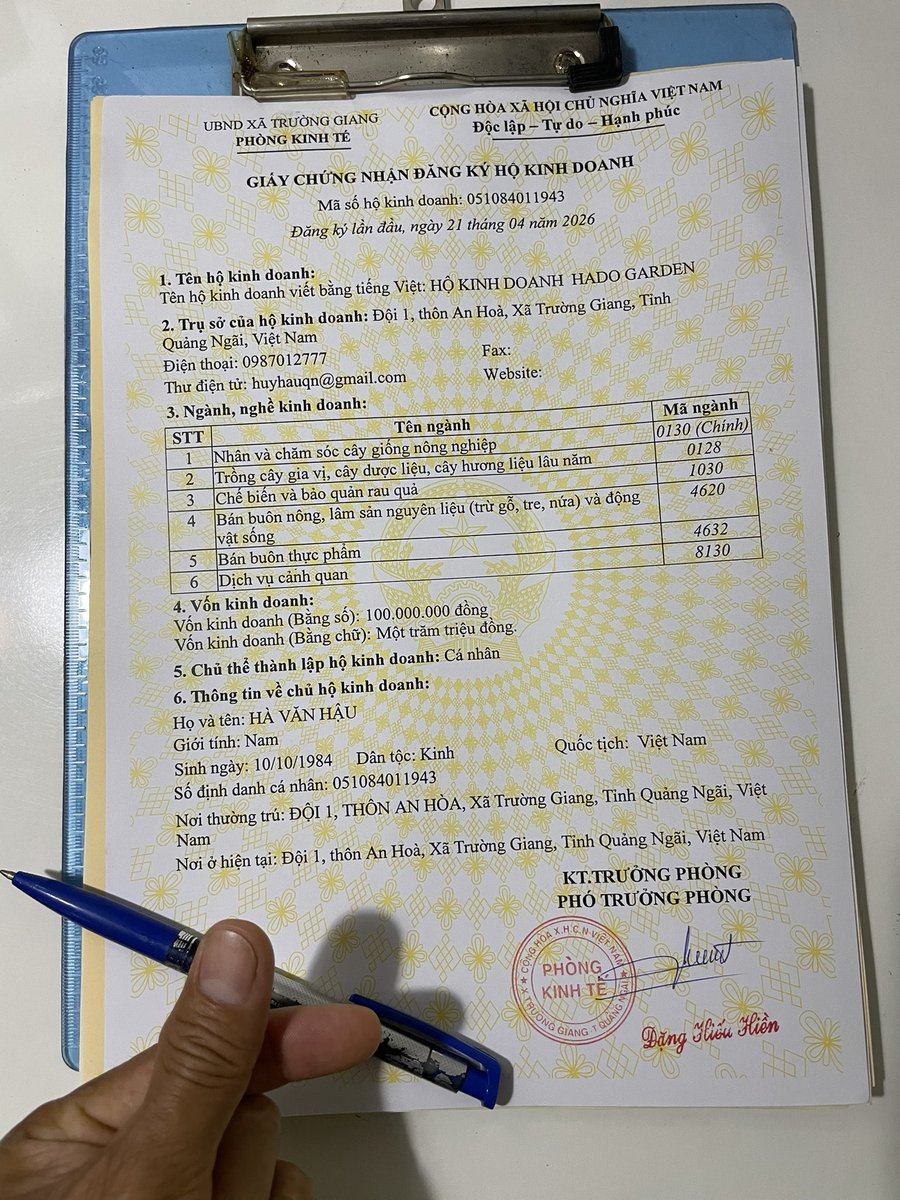 UBND XÃ TRƯỜNG GIANG
PHÒNG KINH TẾ
CỘNG HÒA XÃ HỘI CHỦ NGHĨA VIỆT NAM
Độc lập – Tự do – Hạnh phúc
GIẤY CHỨNG NHẬN ĐĂNG KÝ HỘ KINH DOANH
Mã số hộ kinh doanh: 051084011943
Đăng ký lần đầu, ngày 21 tháng 04 năm 2026
1. Tên hộ kinh doanh:
Tên hộ kinh doanh viết bằng tiếng Việt: HỘ KINH DOANH HADO GARDEN
2. Trụ sở của hộ kinh doanh: Đội 1, thôn An Hoà, Xã Trường Giang, Tỉnh
Quảng Ngãi, Việt Nam
Điện thoại: 0987012777 Fax:
Thư điện tử: huyhauqn@gmail.com Website:
3. Ngành, nghề kinh doanh:
STT Tên ngành Mã ngành
1 Nhân và chăm sóc cây giống nông nghiệp 0130 (Chính)
2 Trồng cây gia vị, cây dược liệu, cây hương liệu lâu năm 0128
3 Chế biến và bảo quản rau quả 1030
4 Bán buôn nông, lâm sản nguyên liệu (trừ gỗ, tre, nứa) và động 4620
vật sống
5 Bán buôn thực phẩm 4632
6 Dịch vụ cảnh quan 8130
4. Vốn kinh doanh:
Vốn kinh doanh (Bằng số): 100.000.000 đồng
Vốn kinh doanh (Bằng chữ): Một trăm triệu đồng.
5. Chủ thể thành lập hộ kinh doanh: Cá nhân
6. Thông tin về chủ hộ kinh doanh:
Họ và tên: HÀ VĂN HẬU
Giới tính: Nam
Sinh ngày: 10/10/1984 Dân tộc: Kinh Quốc tịch: Việt Nam
Số định danh cá nhân: 051084011943
Nơi thường trú: ĐỘI 1, THÔN AN HÒA, Xã Trường Giang, Tỉnh Quảng Ngãi, Việt
Nam
Nơi ở hiện tại: Đội 1, thôn An Hoà, Xã Trường Giang, Tỉnh Quảng Ngãi, Việt Nam
KT.TRƯỞNG PHÒNG
PHÓ TRƯỞNG PHÒNG
CỘNG HÒA X.H.C.N VIỆT NAM
PHÒNG
KINH TẾ
X. TRƯỜNG GIANG .T QUẢNG NGÃI
Đặng Hiếu Hiền